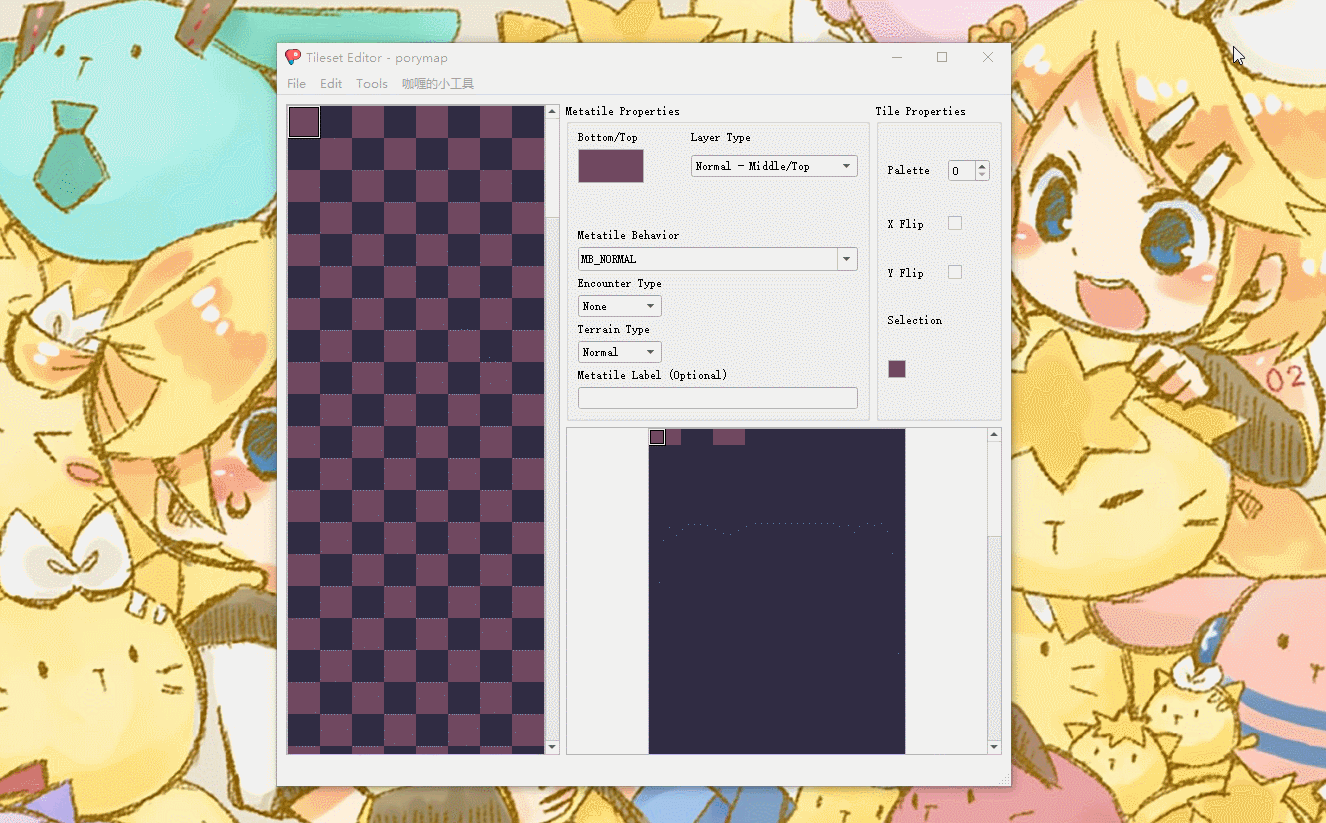 Tileset Editor - porymap
File Edit Tools 咖喱的小工具
Metatile Properties
Tile Properties
Bottom/Top
Layer Type
Normal - Middle/Top
Palette
0
X Flip
Metatile Behavior
MB_NORMAL
Y Flip
Encounter Type
None
Selection
Terrain Type
Normal
Metatile Label (Optional)
02